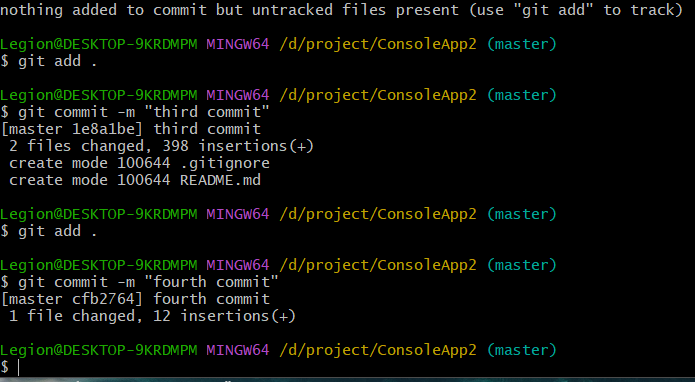 nothing added to commit but untracked files present (use "git add" to track)
Legion@DESKTOP-9KRDMPM MINGW64 /d/project/ConsoleApp2 (master)
$ git add .
Legion@DESKTOP-9KRDMPM MINGW64 /d/project/ConsoleApp2 (master)
$ git commit -m "third commit"
[master 1e8a1be] third commit
 2 files changed, 398 insertions(+)
 create mode 100644 .gitignore
 create mode 100644 README.md
Legion@DESKTOP-9KRDMPM MINGW64 /d/project/ConsoleApp2 (master)
$ git add .
Legion@DESKTOP-9KRDMPM MINGW64 /d/project/ConsoleApp2 (master)
$ git commit -m "fourth commit"
[master cfb2764] fourth commit
 1 file changed, 12 insertions(+)
Legion@DESKTOP-9KRDMPM MINGW64 /d/project/ConsoleApp2 (master)
$